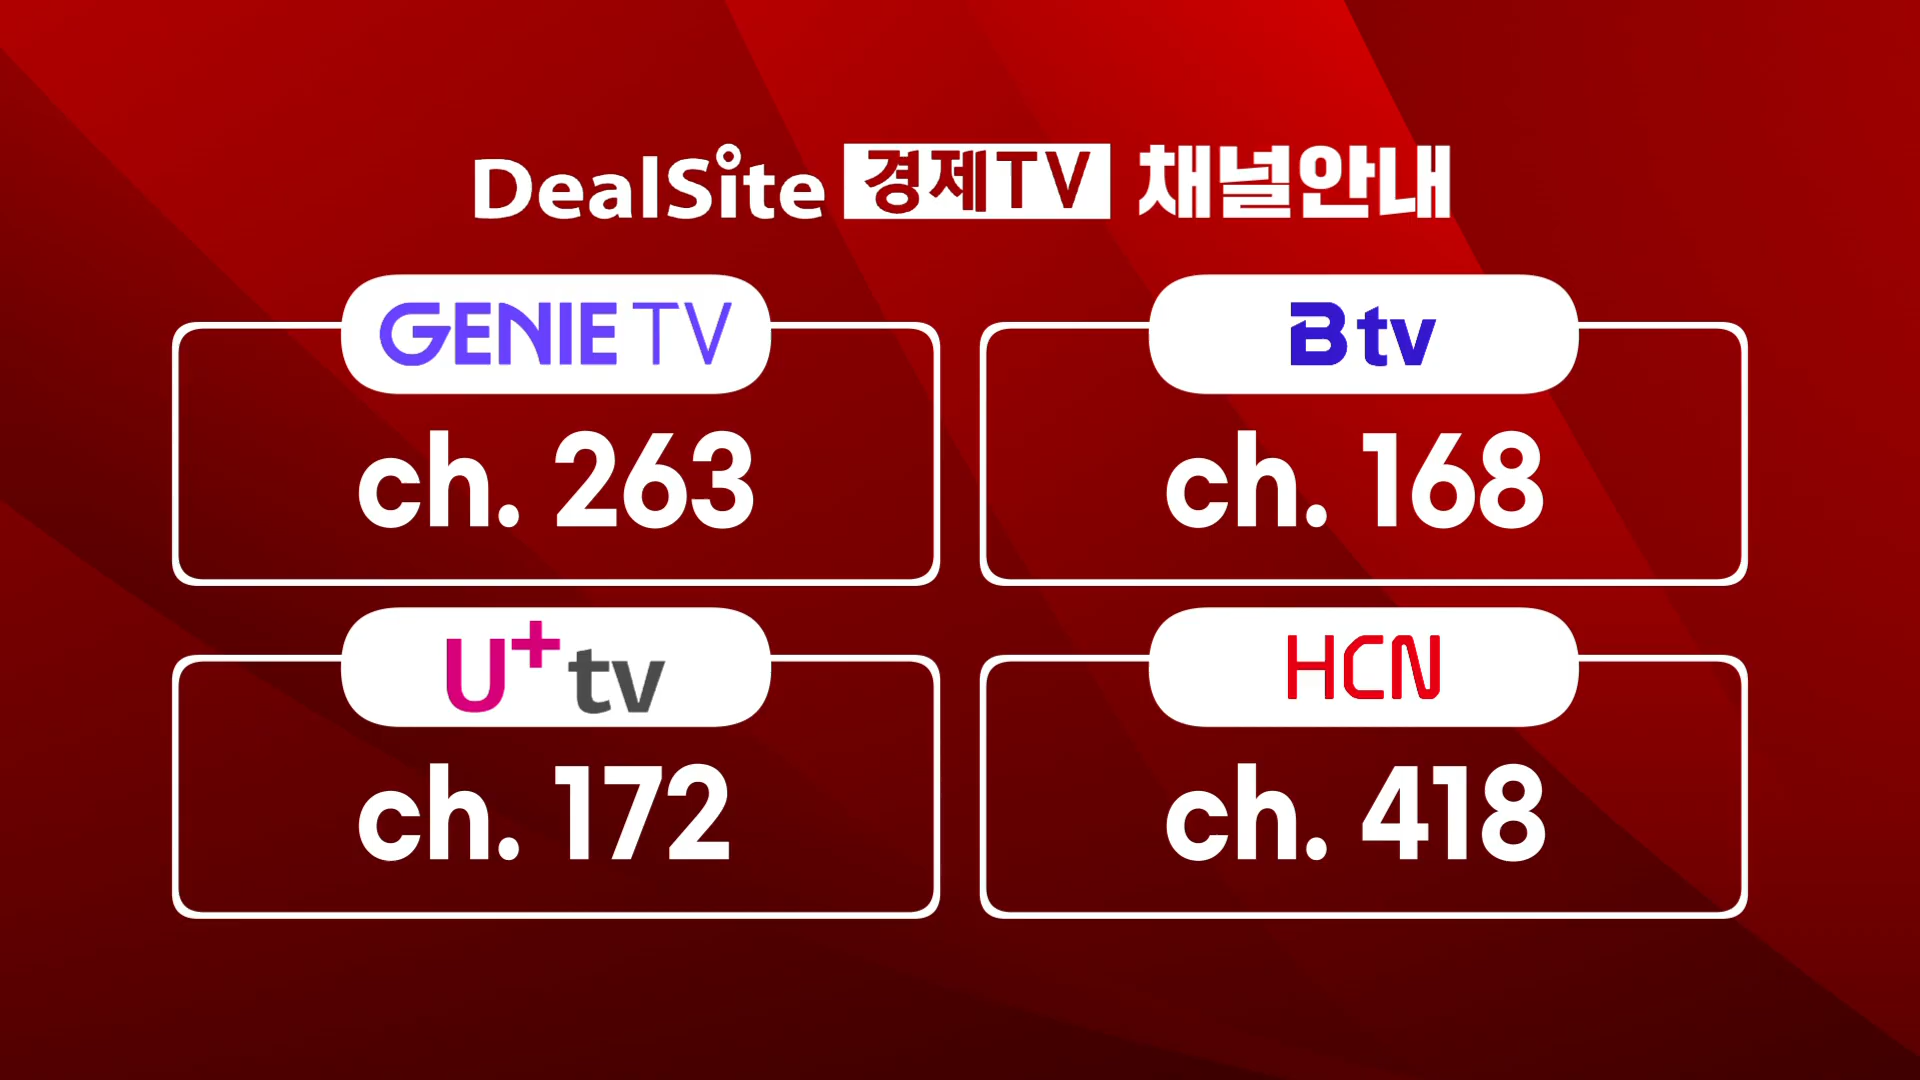 DealSite 경제TV 채널안내
GENIE TV
ch. 263
B tv
ch. 168
U+ tv
ch. 172
HCN
ch. 418